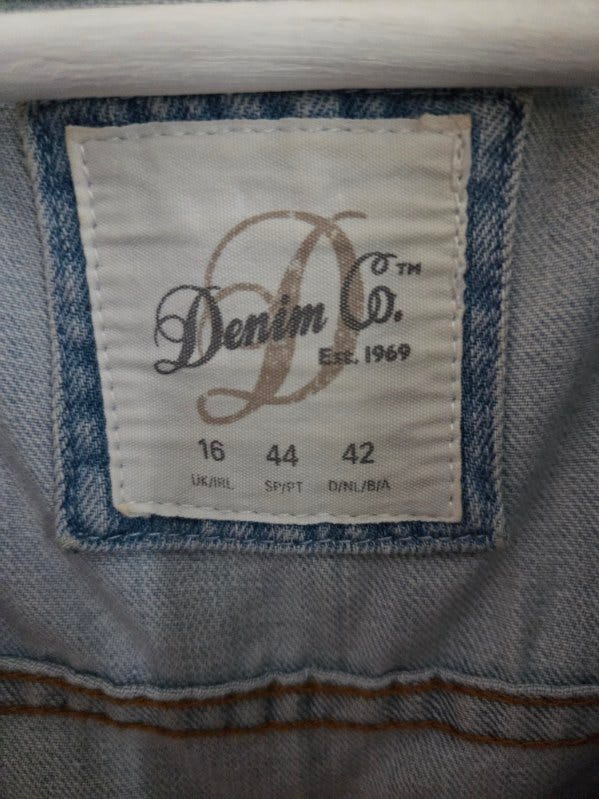 D
Denim Co.™
Est. 1969
16 44 42
UK/IRL SP/PT D/NL/B/A